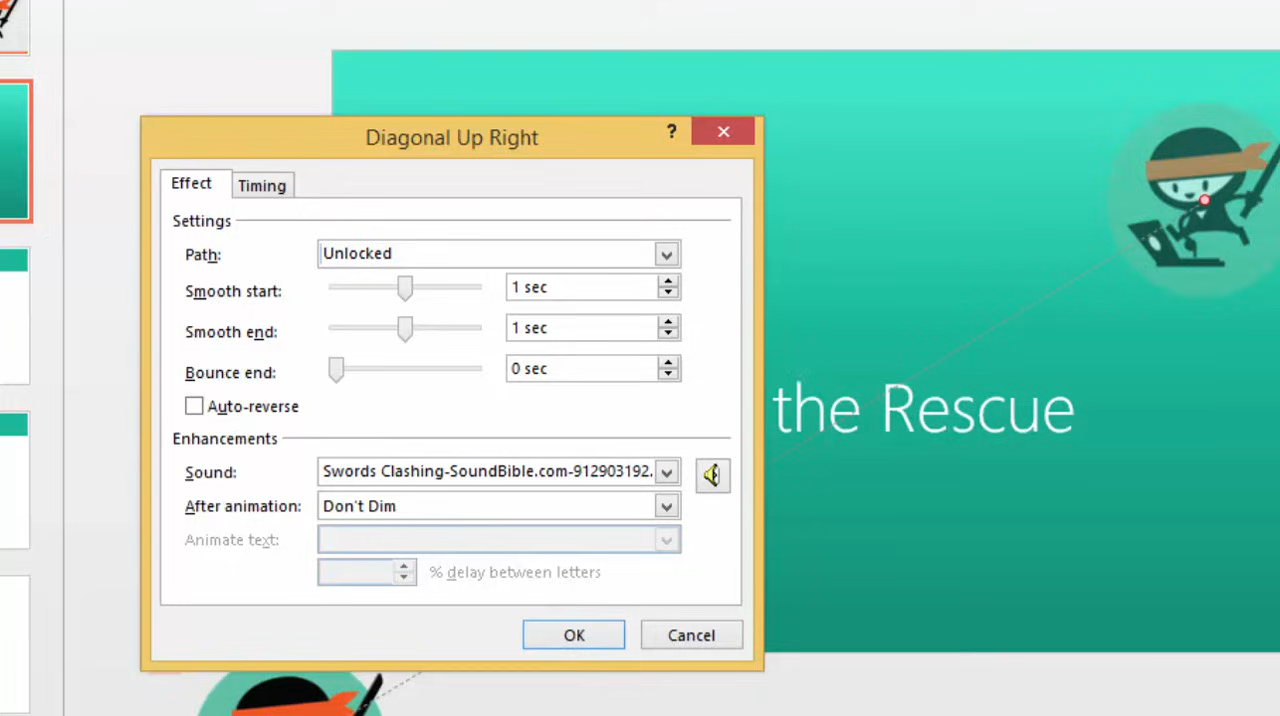 Diagonal Up Right
?
Effect
Timing
Settings
Path:
Unlocked
Smooth start:
1 sec
Smooth end:
1 sec
Bounce end:
0 sec
Auto-reverse
Enhancements
Sound:
Swords Clashing-SoundBible.com-912903192.
After animation:
Don't Dim
Animate text:
% delay between letters
OK
Cancel
the Rescue